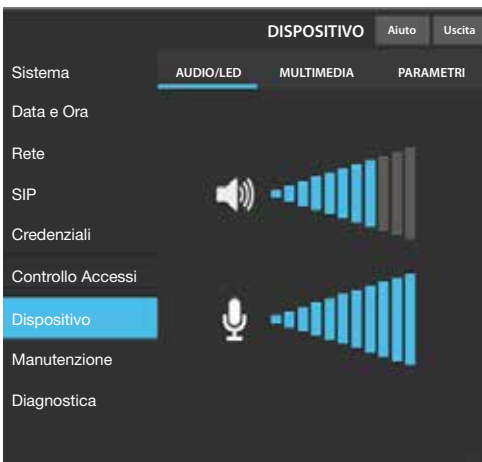 DISPOSITIVO Aiuto Uscita
Sistema
AUDIO/LED MULTIMEDIA PARAMETRI
Data e Ora
Rete
SIP
Credenziali
Controllo Accessi
Dispositivo
Manutenzione
Diagnostica